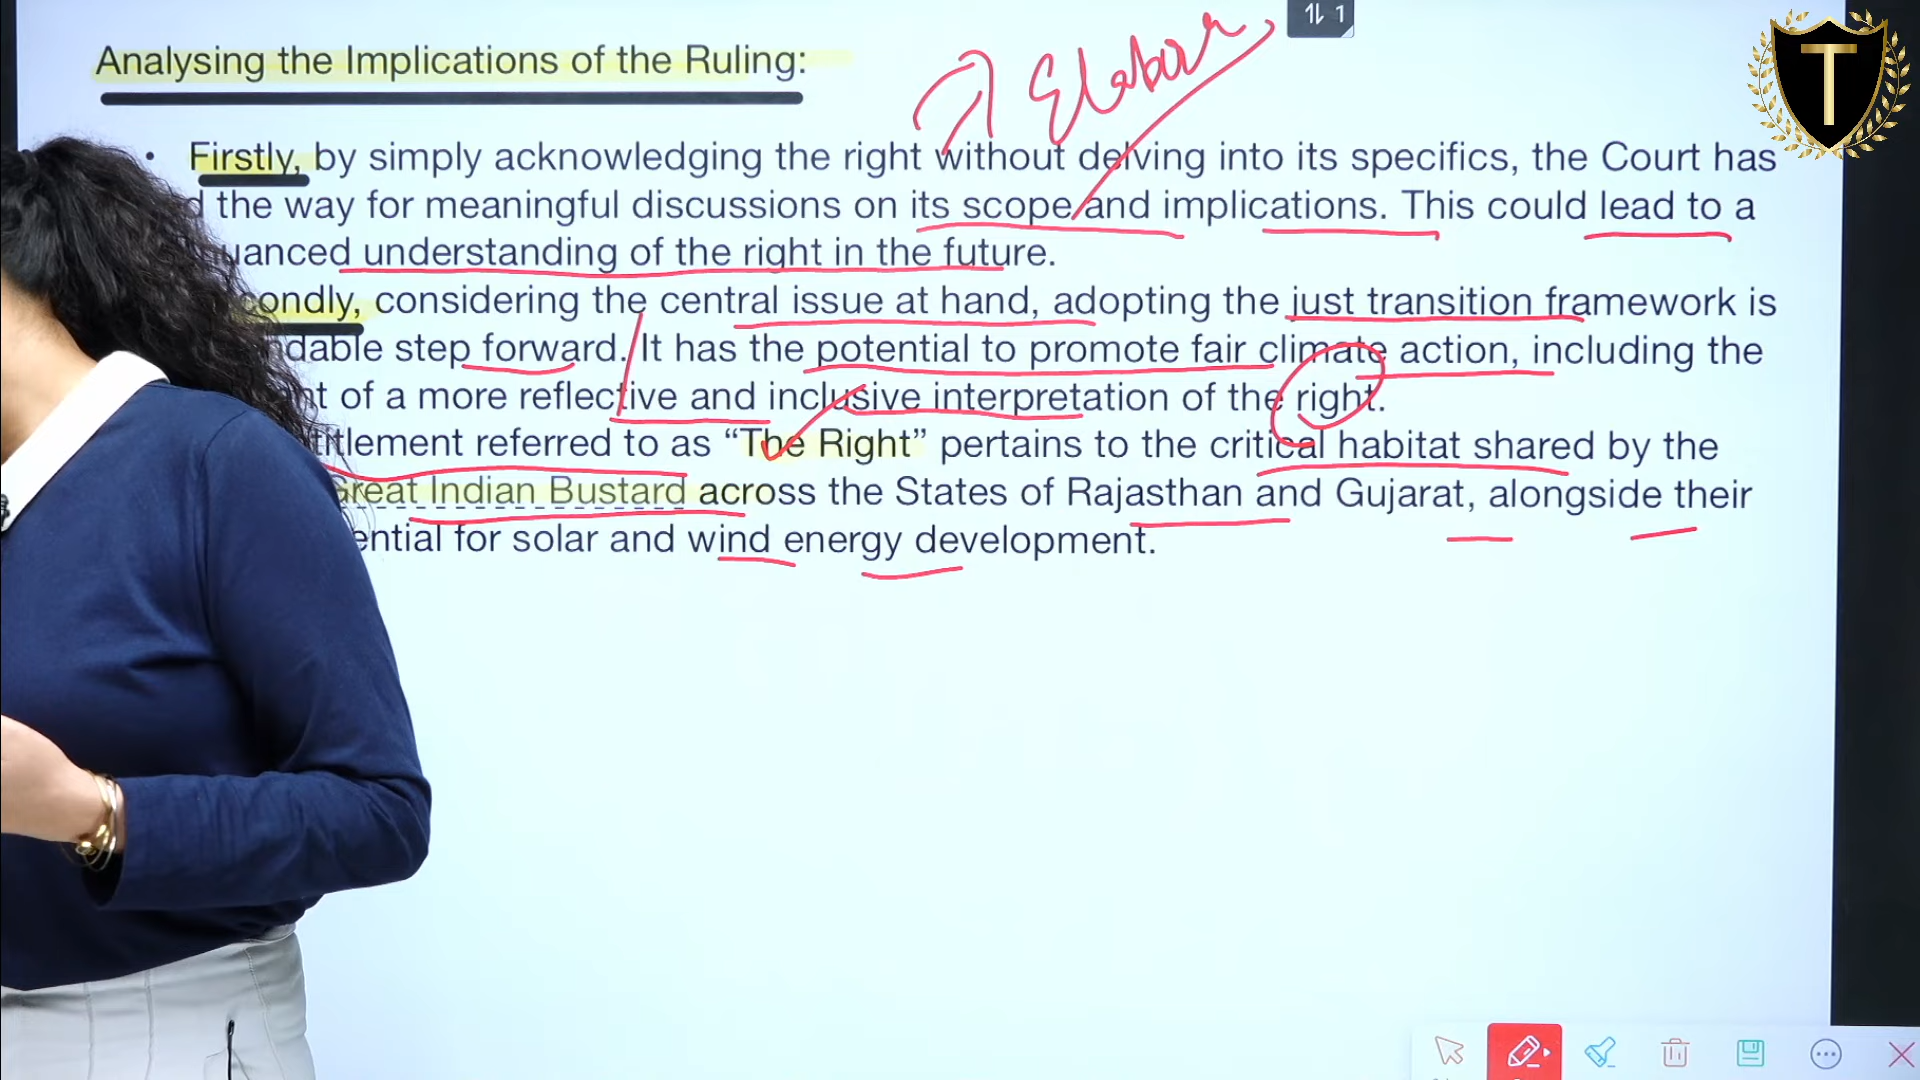 ⇅ 1
T
Analysing the Implications of the Ruling:
Elabor
• Firstly, by simply acknowledging the right without delving into its specifics, the Court has
the way for meaningful discussions on its scope and implications. This could lead to a
uanced understanding of the right in the future.
condly, considering the central issue at hand, adopting the just transition framework is
dable step forward. It has the potential to promote fair climate action, including the
nt of a more reflective and inclusive interpretation of the right.
titlement referred to as “The Right” pertains to the critical habitat shared by the
Great Indian Bustard across the States of Rajasthan and Gujarat, alongside their
ential for solar and wind energy development.